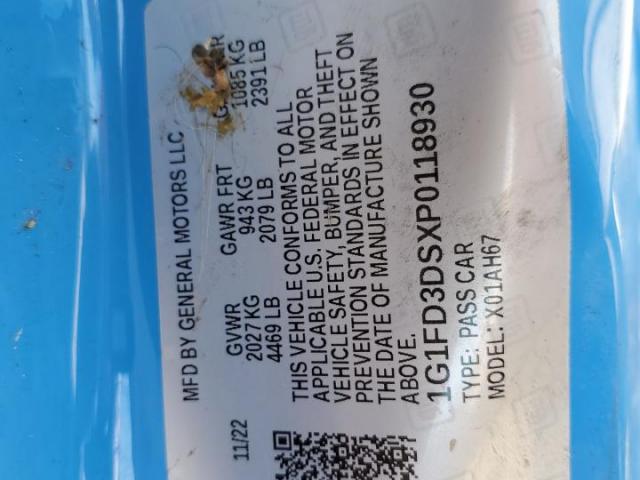 MFD BY GENERAL MOTORS LLC
11/22
GVWR GAWR FRT
2027 KG 943 KG 1085 KG
4469 LB 2079 LB 2391 LB
THIS VEHICLE CONFORMS TO ALL
APPLICABLE U.S. FEDERAL MOTOR
VEHICLE SAFETY, BUMPER, AND THEFT
PREVENTION STANDARDS IN EFFECT ON
THE DATE OF MANUFACTURE SHOWN
ABOVE.
1G1FD3DSXP0118930
TYPE: PASS CAR
MODEL: X01AH67